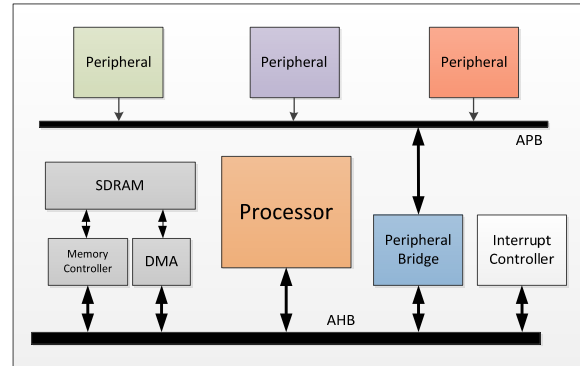 Peripheral
Peripheral
Peripheral
APB
SDRAM
Processor
Memory
Controller
DMA
Peripheral
Bridge
Interrupt
Controller
AHB